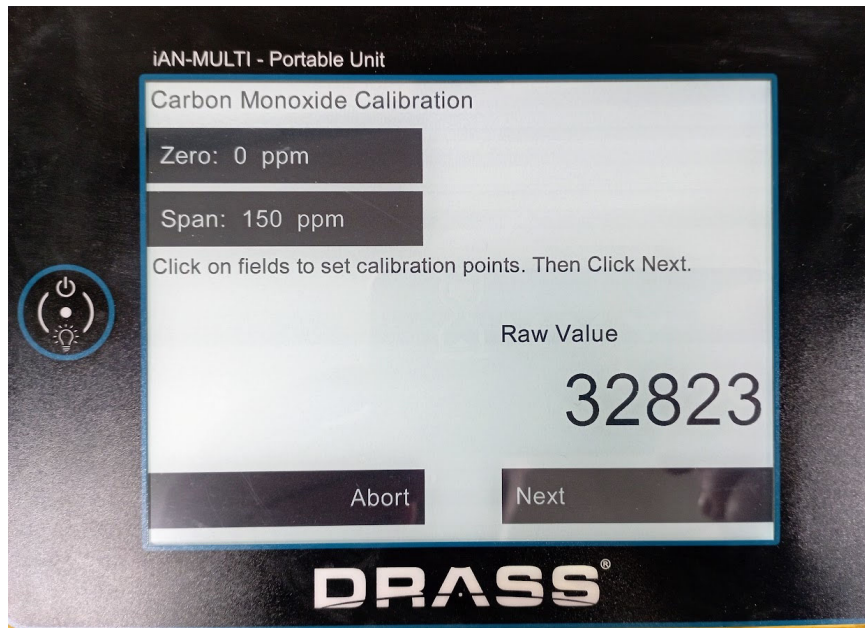 iAN-MULTI - Portable Unit
Carbon Monoxide Calibration
Zero: 0 ppm
Span: 150 ppm
Click on fields to set calibration points. Then Click Next.
Raw Value
32823
Abort
Next
DRASS®